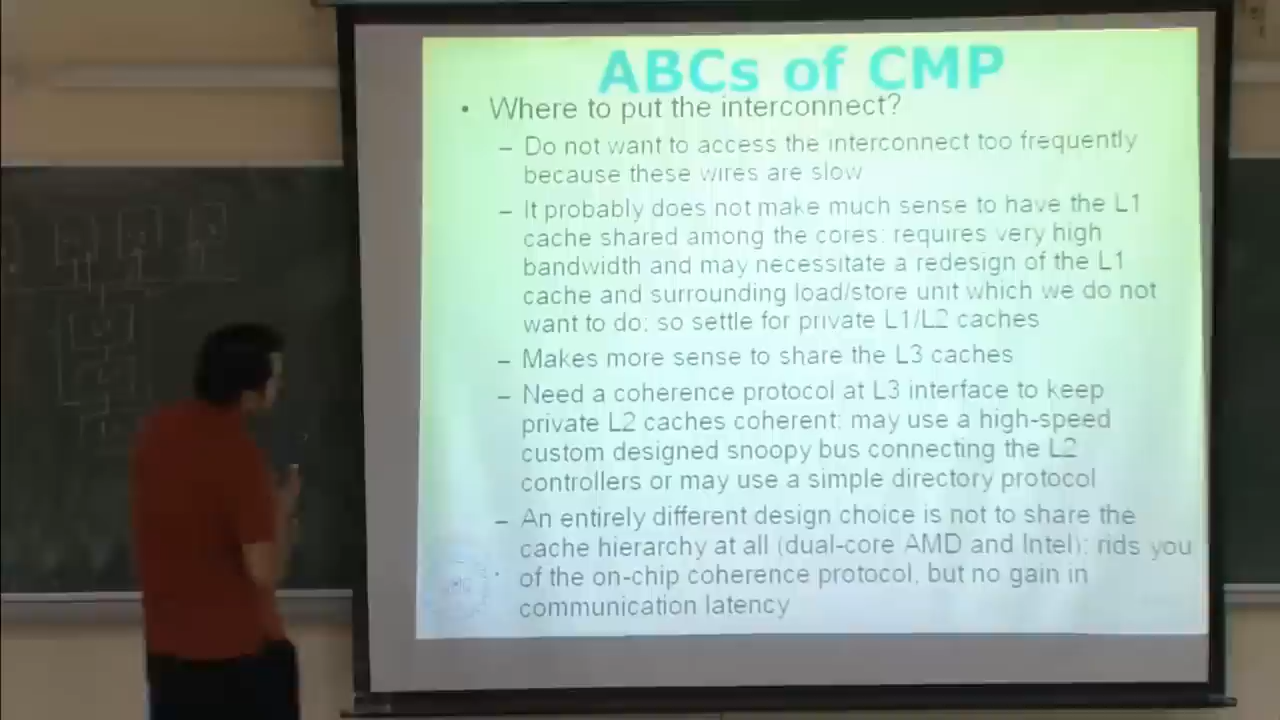 ABCs of CMP
• Where to put the interconnect?
– Do not want to access the interconnect too frequently
because these wires are slow
– It probably does not make much sense to have the L1
cache shared among the cores: requires very high
bandwidth and may necessitate a redesign of the L1
cache and surrounding load/store unit which we do not
want to do; so settle for private L1/L2 caches
– Makes more sense to share the L3 caches
– Need a coherence protocol at L3 interface to keep
private L2 caches coherent: may use a high-speed
custom designed snoopy bus connecting the L2
controllers or may use a simple directory protocol
– An entirely different design choice is not to share the
cache hierarchy at all (dual-core AMD and Intel): rids you
of the on-chip coherence protocol, but no gain in
communication latency